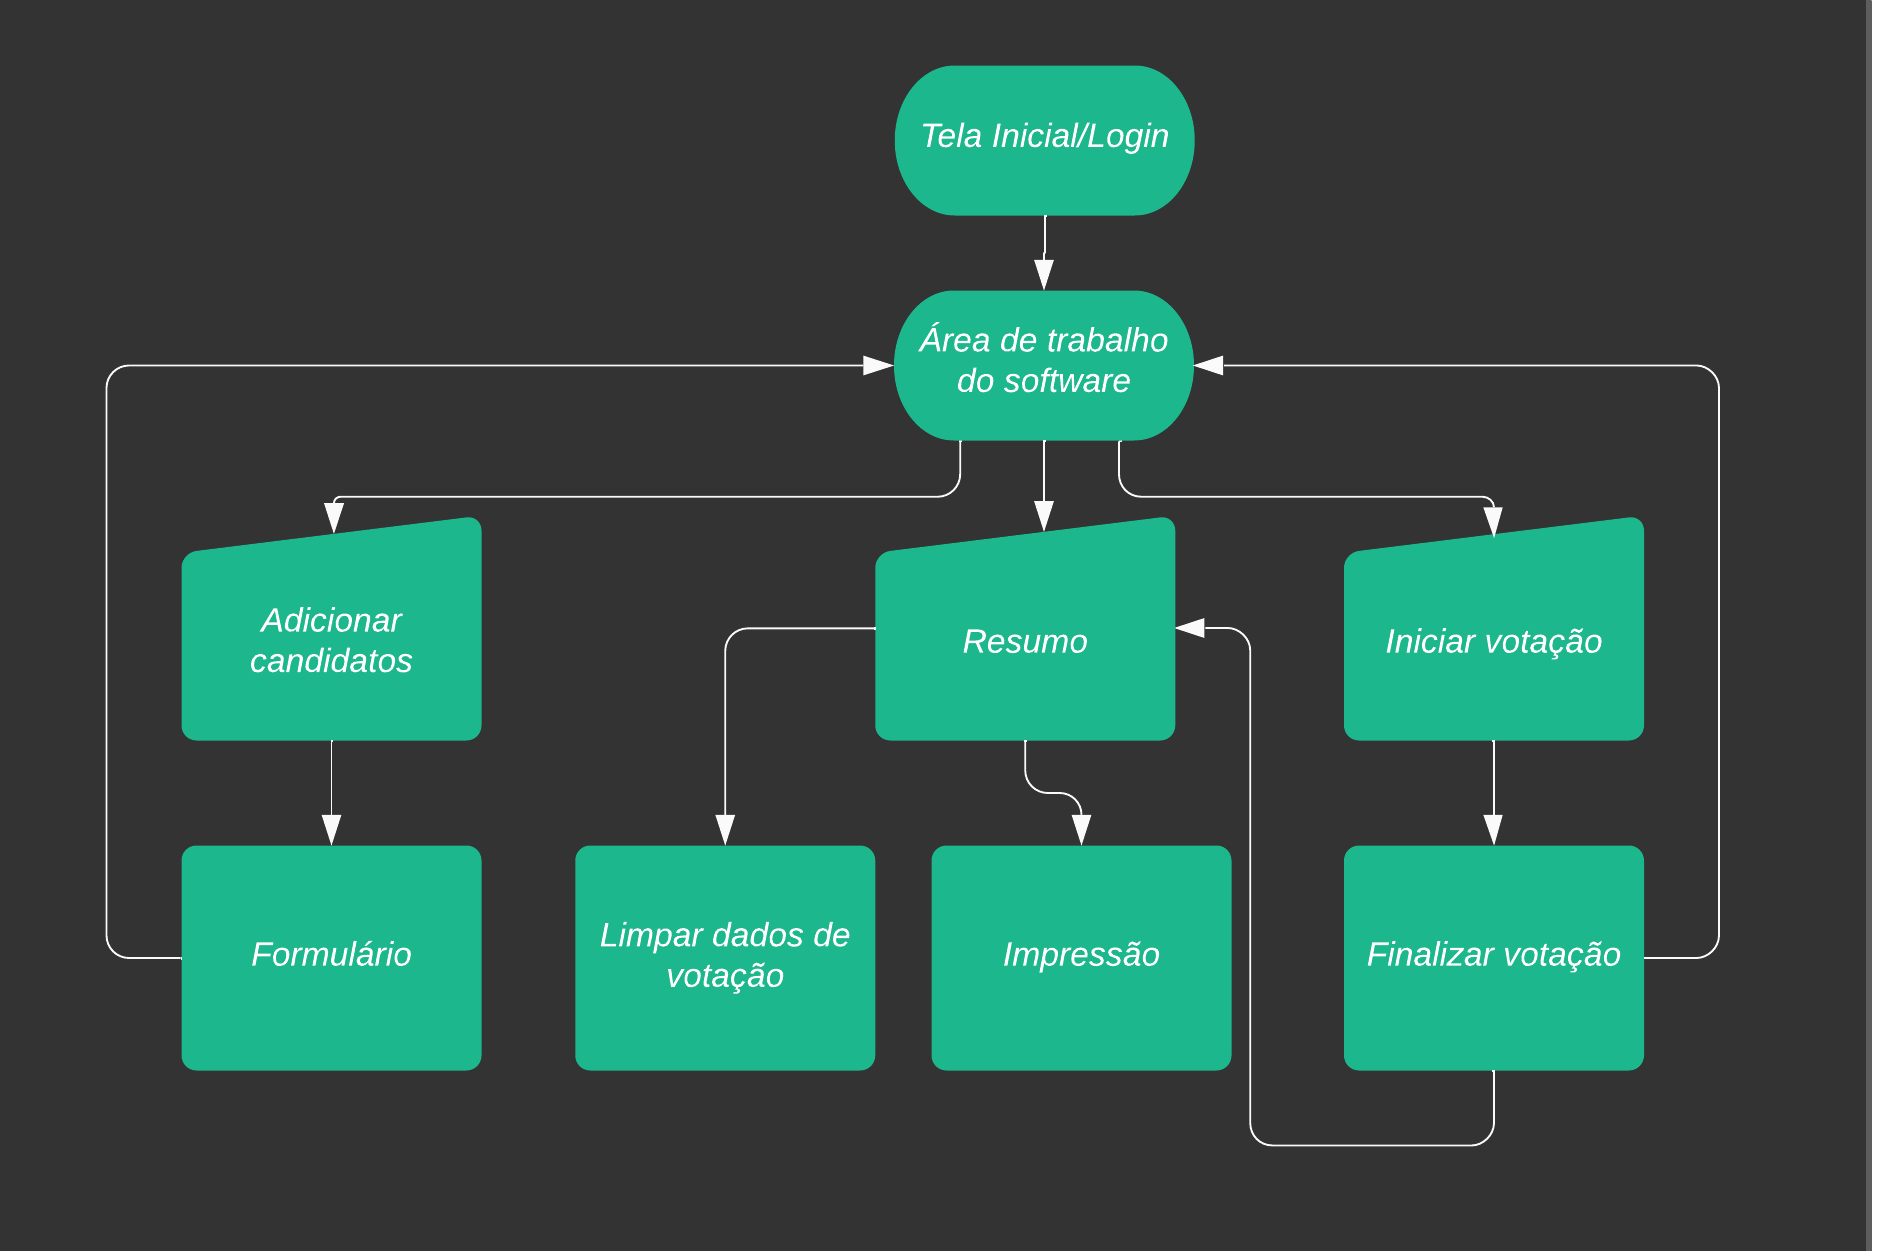 Tela Inicial/Login
Área de trabalho
do software
Adicionar
candidatos
Resumo
Iniciar votação
Formulário
Limpar dados de
votação
Impressão
Finalizar votação